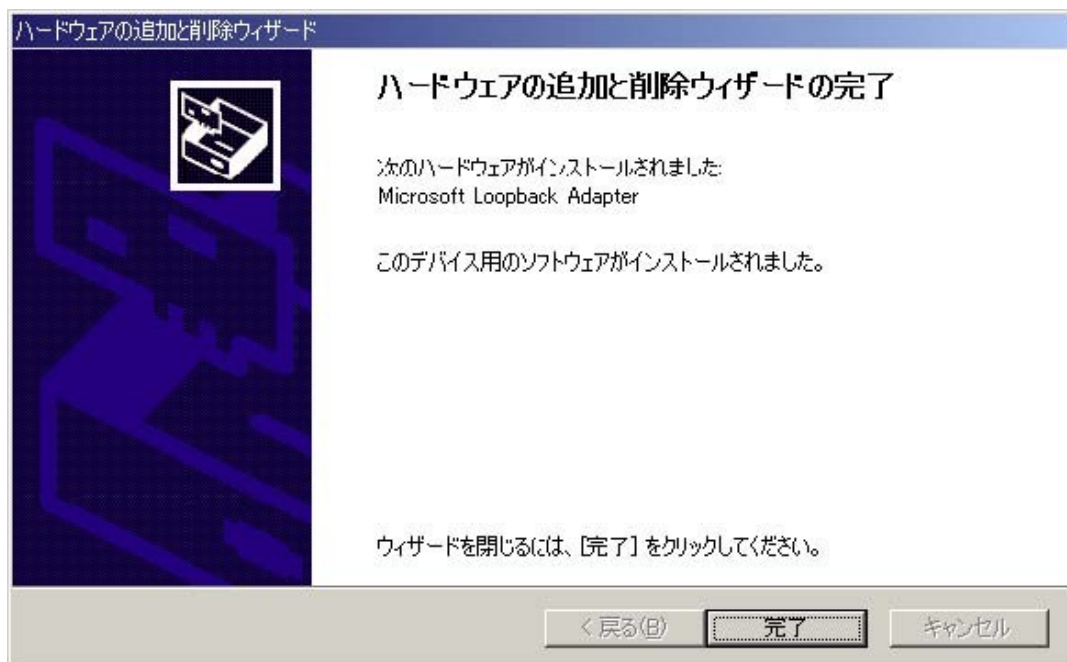 ハードウェアの追加と削除ウィザード
ハードウェアの追加と削除ウィザードの完了
次のハードウェアがインストールされました:
Microsoft Loopback Adapter
このデバイス用のソフトウェアがインストールされました。
ウィザードを閉じるには、[完了] をクリックしてください。
< 戻る(B) 完了 キャンセル